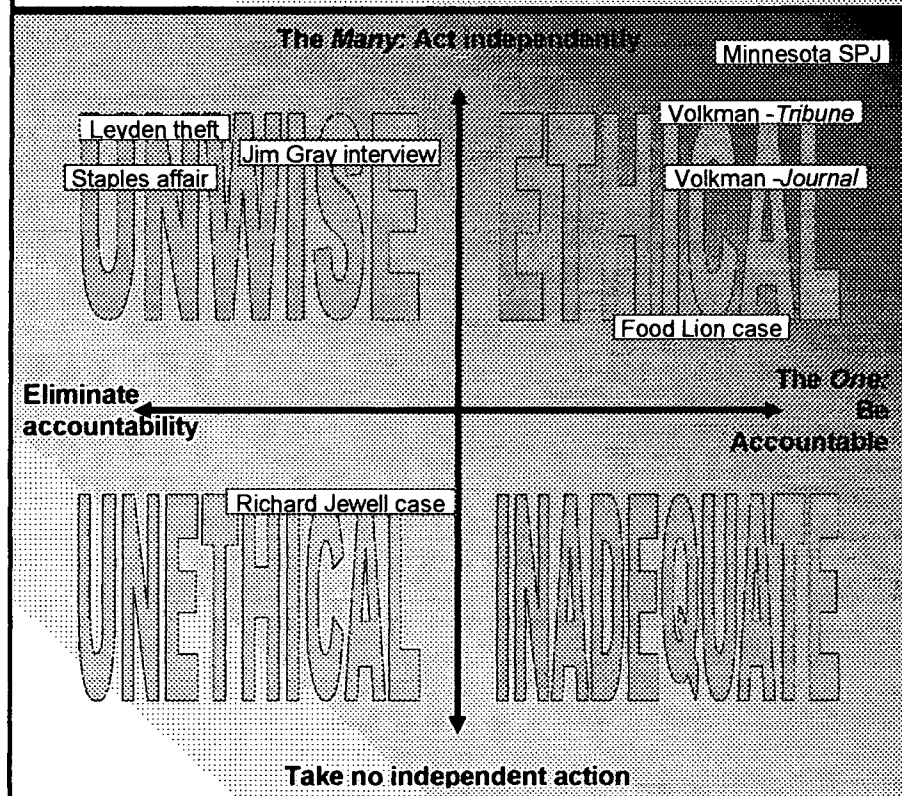 The Many: Act independently
Minnesota SPJ
Leyden theft
Volkman -Tribune
Jim Gray interview
Staples affair
Volkman -Journal
UNWISE
ETHICAL
Food Lion case
Eliminate
accountability
The One:
Be
Accountable
Richard Jewell case
UNETHICAL
INADEQUATE
Take no independent action